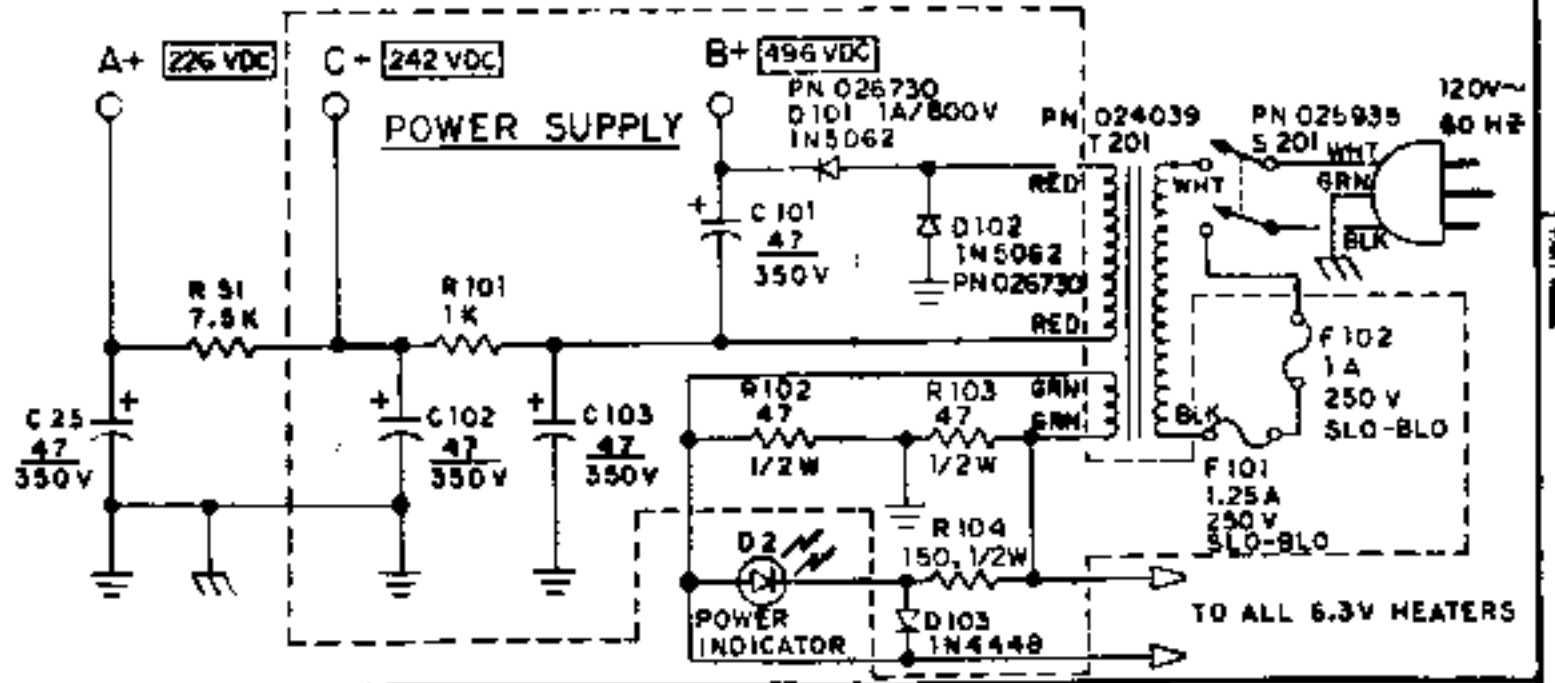 A+ 226 VDC
C+ 242 VDC
B+ 496 VDC
POWER SUPPLY
PN 026730
D101 1A/800V
1N5062
PN 024039
T 201
PN 025935
S 201
120V~
60 HZ
WHT
GRN
BLK
WHT
RED
RED
+ C 101
47
350V
D102
1N5062
PN026730
R 51
7.5K
R 101
1K
C 25 +
47
350V
+ C 102
47
350V
+ C 103
47
350V
R102
47
1/2W
R103
47
1/2W
GRN
GRN
BLK
F 102
1A
250 V
SLO-BLO
F 101
1.25A
250 V
SLO-BLO
D2
POWER
INDICATOR
R 104
150, 1/2W
D103
1N4448
TO ALL 6.3V HEATERS